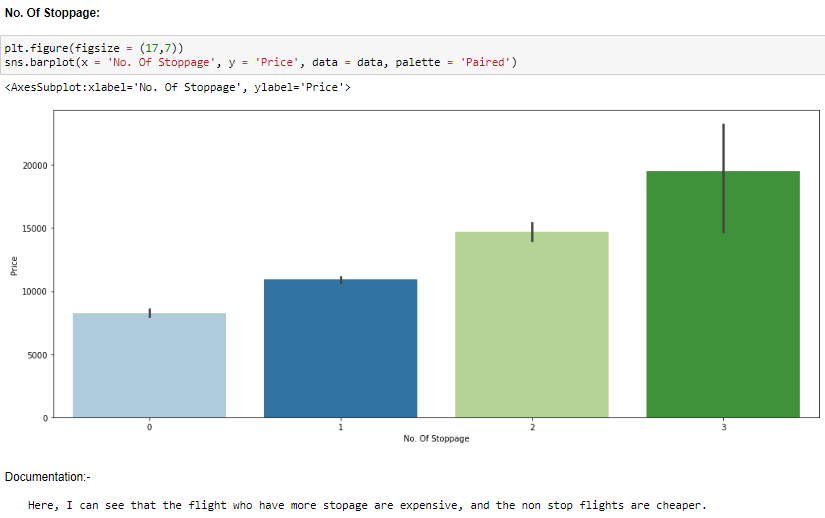 No. Of Stoppage:
plt.figure(figsize = (17,7))
sns.barplot(x = 'No. Of Stoppage', y = 'Price', data = data, palette = 'Paired')
<AxesSubplot:xlabel='No. Of Stoppage', ylabel='Price'>
20000
15000
10000
5000
0
Price
0 1 2 3
No. Of Stoppage
Documentation:-
Here, I can see that the flight who have more stopage are expensive, and the non stop flights are cheaper.